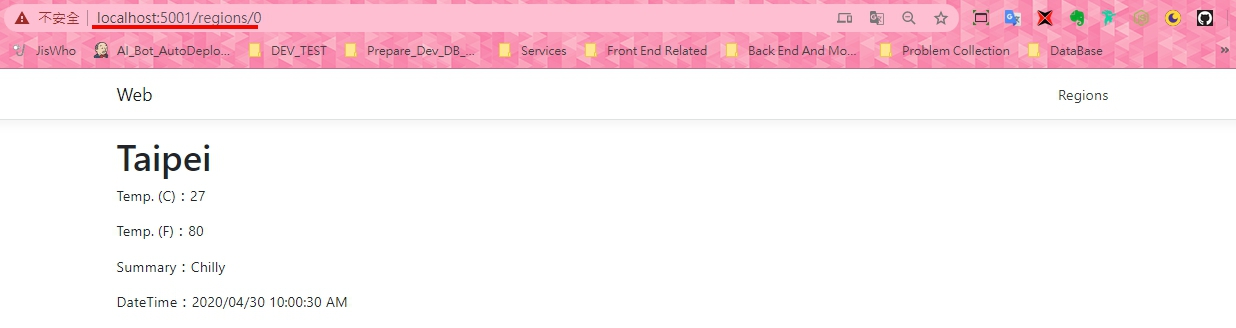 不安全 localhost:5001/regions/0
JisWho AI_Bot_AutoDeplo... DEV_TEST Prepare_Dev_DB_... Services Front End Related Back End And Mo... Problem Collection DataBase »
Web Regions
Taipei
Temp. (C)：27
Temp. (F)：80
Summary：Chilly
DateTime：2020/04/30 10:00:30 AM